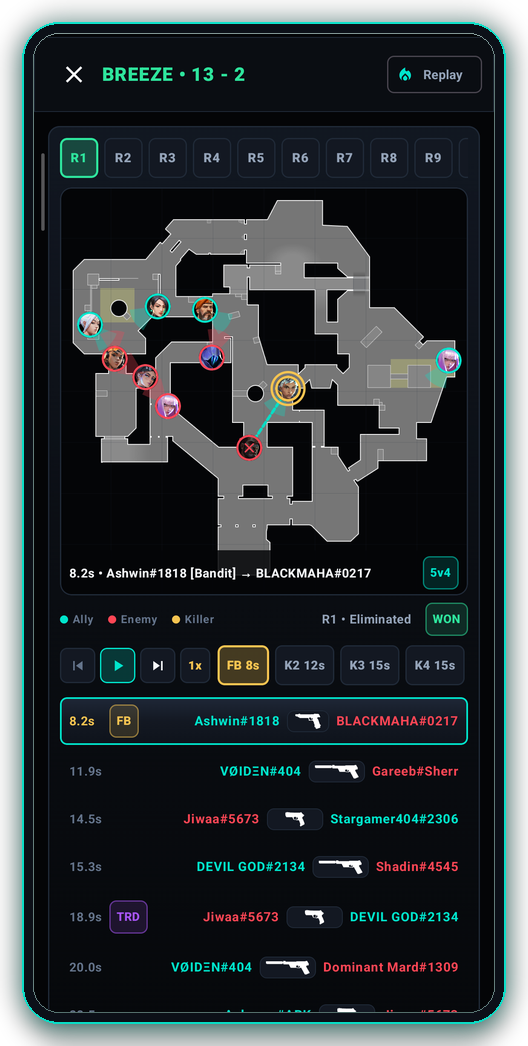 BREEZE • 13 - 2
Replay
R1 R2 R3 R4 R5 R6 R7 R8 R9
8.2s • Ashwin#1818 [Bandit] → BLACKMAHA#0217
5v4
Ally Enemy Killer
R1 • Eliminated
WON
1x
FB 8s
K2 12s
K3 15s
K4 15s
8.2s FB Ashwin#1818 BLACKMAHA#0217
11.9s VØIDΞN#404 Gareeb#Sherr
14.5s Jiwaa#5673 Stargamer404#2306
15.3s DEVIL GOD#2134 Shadin#4545
18.9s TRD Jiwaa#5673 DEVIL GOD#2134
20.0s VØIDΞN#404 Dominant Mard#1309